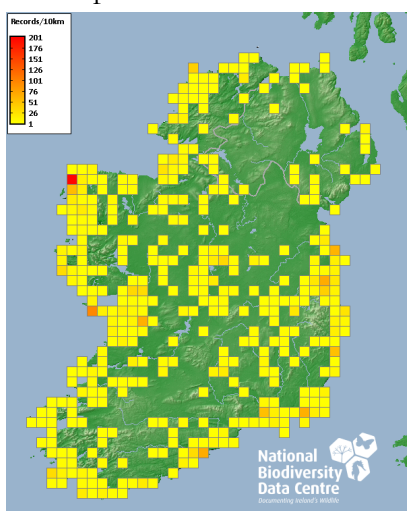 Records/10km
201
176
151
126
101
76
51
26
1
National
Biodiversity
Data Centre
Documenting Ireland's Wildlife